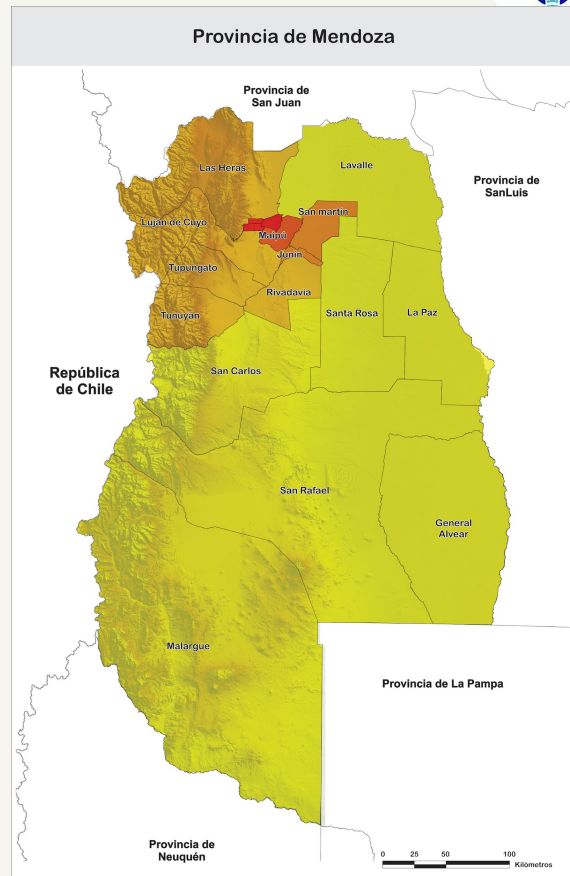 Provincia de Mendoza
Provincia de
San Juan
Las Heras
Lavalle
Provincia de
SanLuis
San martín
Luján de Cuyo
Maipú
Junín
Tupungato
Rivadavia
Tunuyan
Santa Rosa
La Paz
República
de Chile
San Carlos
San Rafael
General
Alvear
Malargue
Provincia de La Pampa
Provincia de
Neuquén
0 25 50 100
Kilómetros